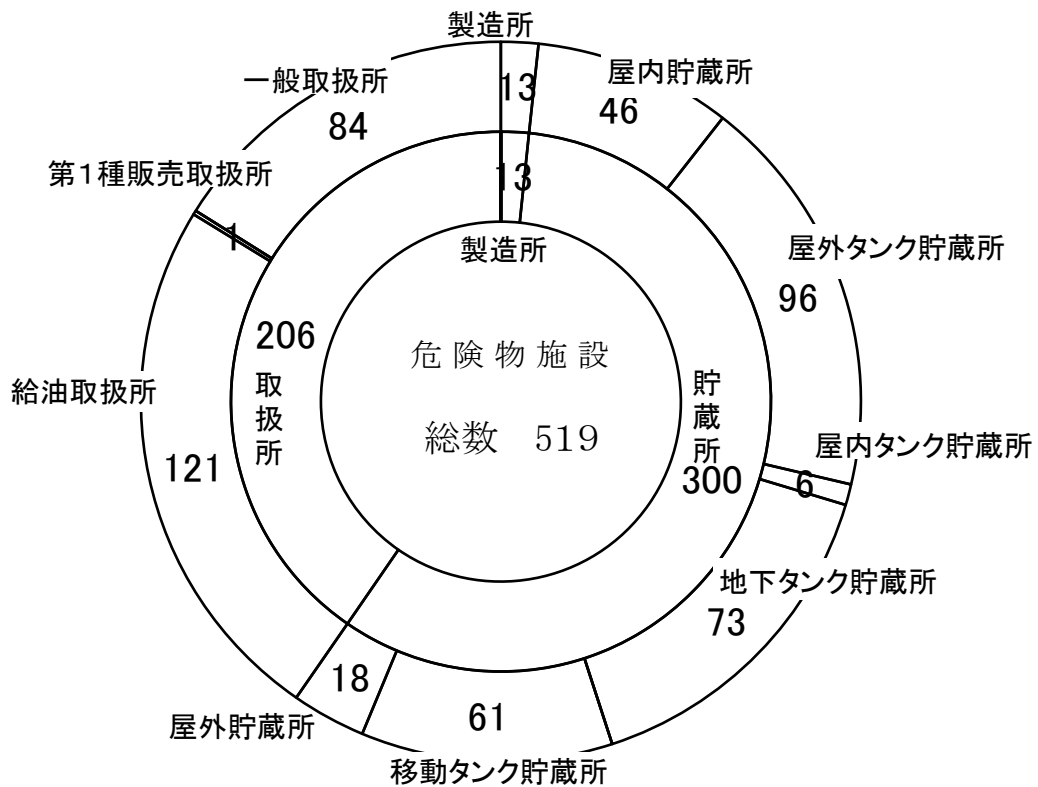 製造所
13
屋内貯蔵所
46
屋外タンク貯蔵所
96
屋内タンク貯蔵所
6
地下タンク貯蔵所
73
移動タンク貯蔵所
61
屋外貯蔵所
18
給油取扱所
121
第1種販売取扱所
1
一般取扱所
84
13
製造所
貯蔵所
300
206
取扱所
危険物施設
総数 519